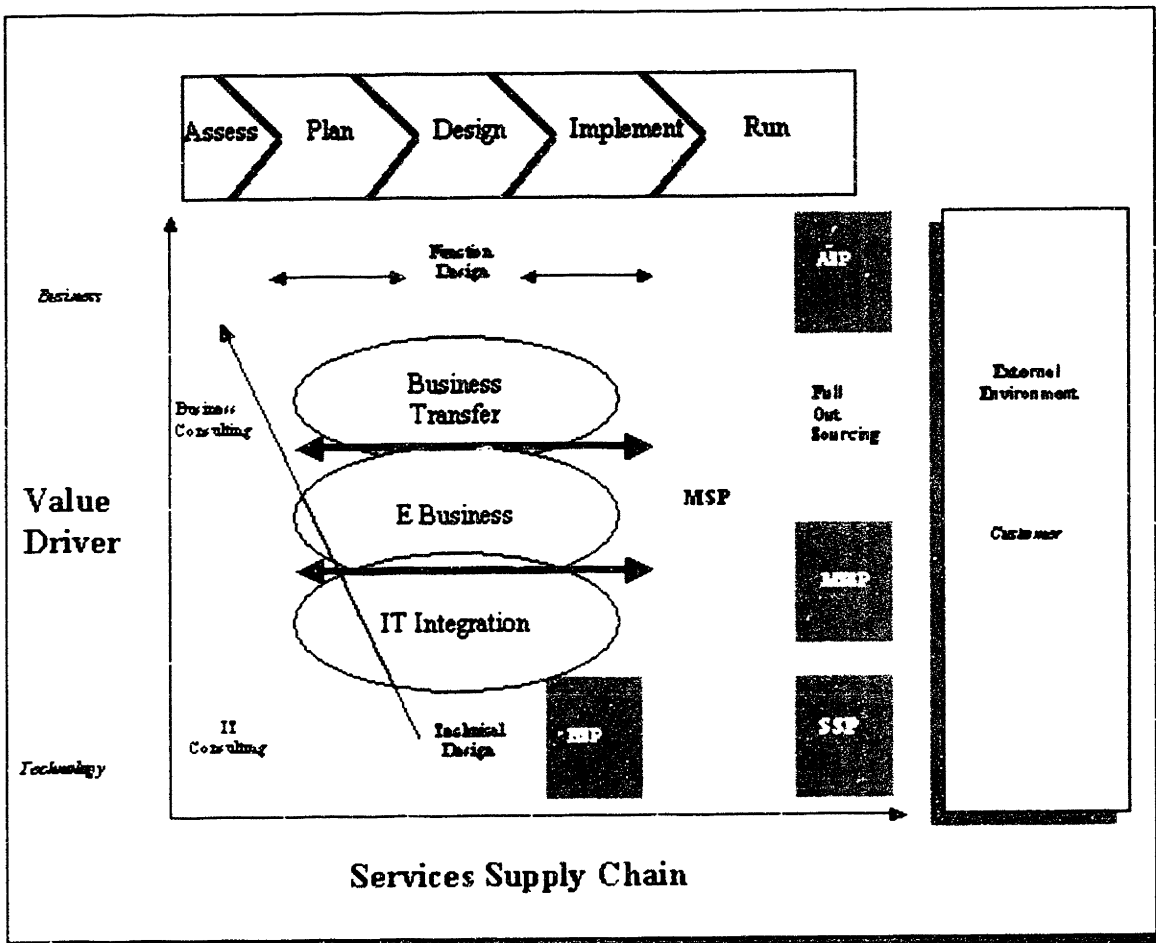 Assess Plan Design Implement Run
Function
Design
ASP
Business
Business
Transfer
Business
Consulting
Full
Out
Sourcing
External
Environment
Value
Driver
E Business
MSP
Customer
IT Integration
IT
Consulting
Technical
Design
SSP
Technology
Services Supply Chain